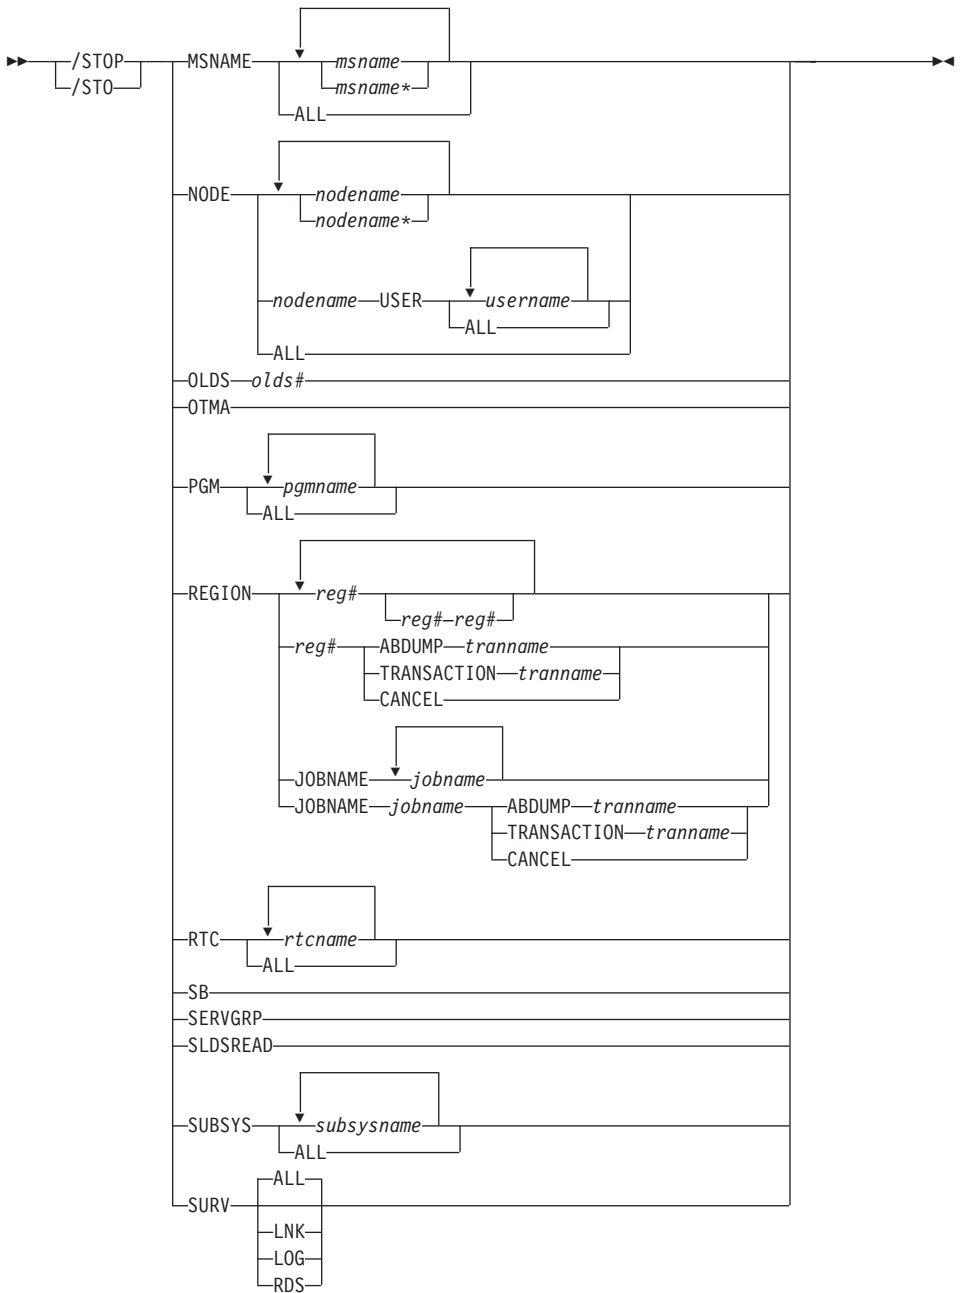 /STOP MSNAME msname
/STO msname*
ALL
NODE nodename
nodename*
nodename USER username
ALL
ALL
OLDS olds#
OTMA
PGM pgmname
ALL
REGION reg#
reg#–reg#
reg# ABDUMP tranname
TRANSACTION tranname
CANCEL
JOBNAME jobname
JOBNAME jobname ABDUMP tranname
TRANSACTION tranname
CANCEL
RTC rtcname
ALL
SB
SERVGRP
SLDSREAD
SUBSYS subsysname
ALL
ALL
SURV
LNK
LOG
RDS